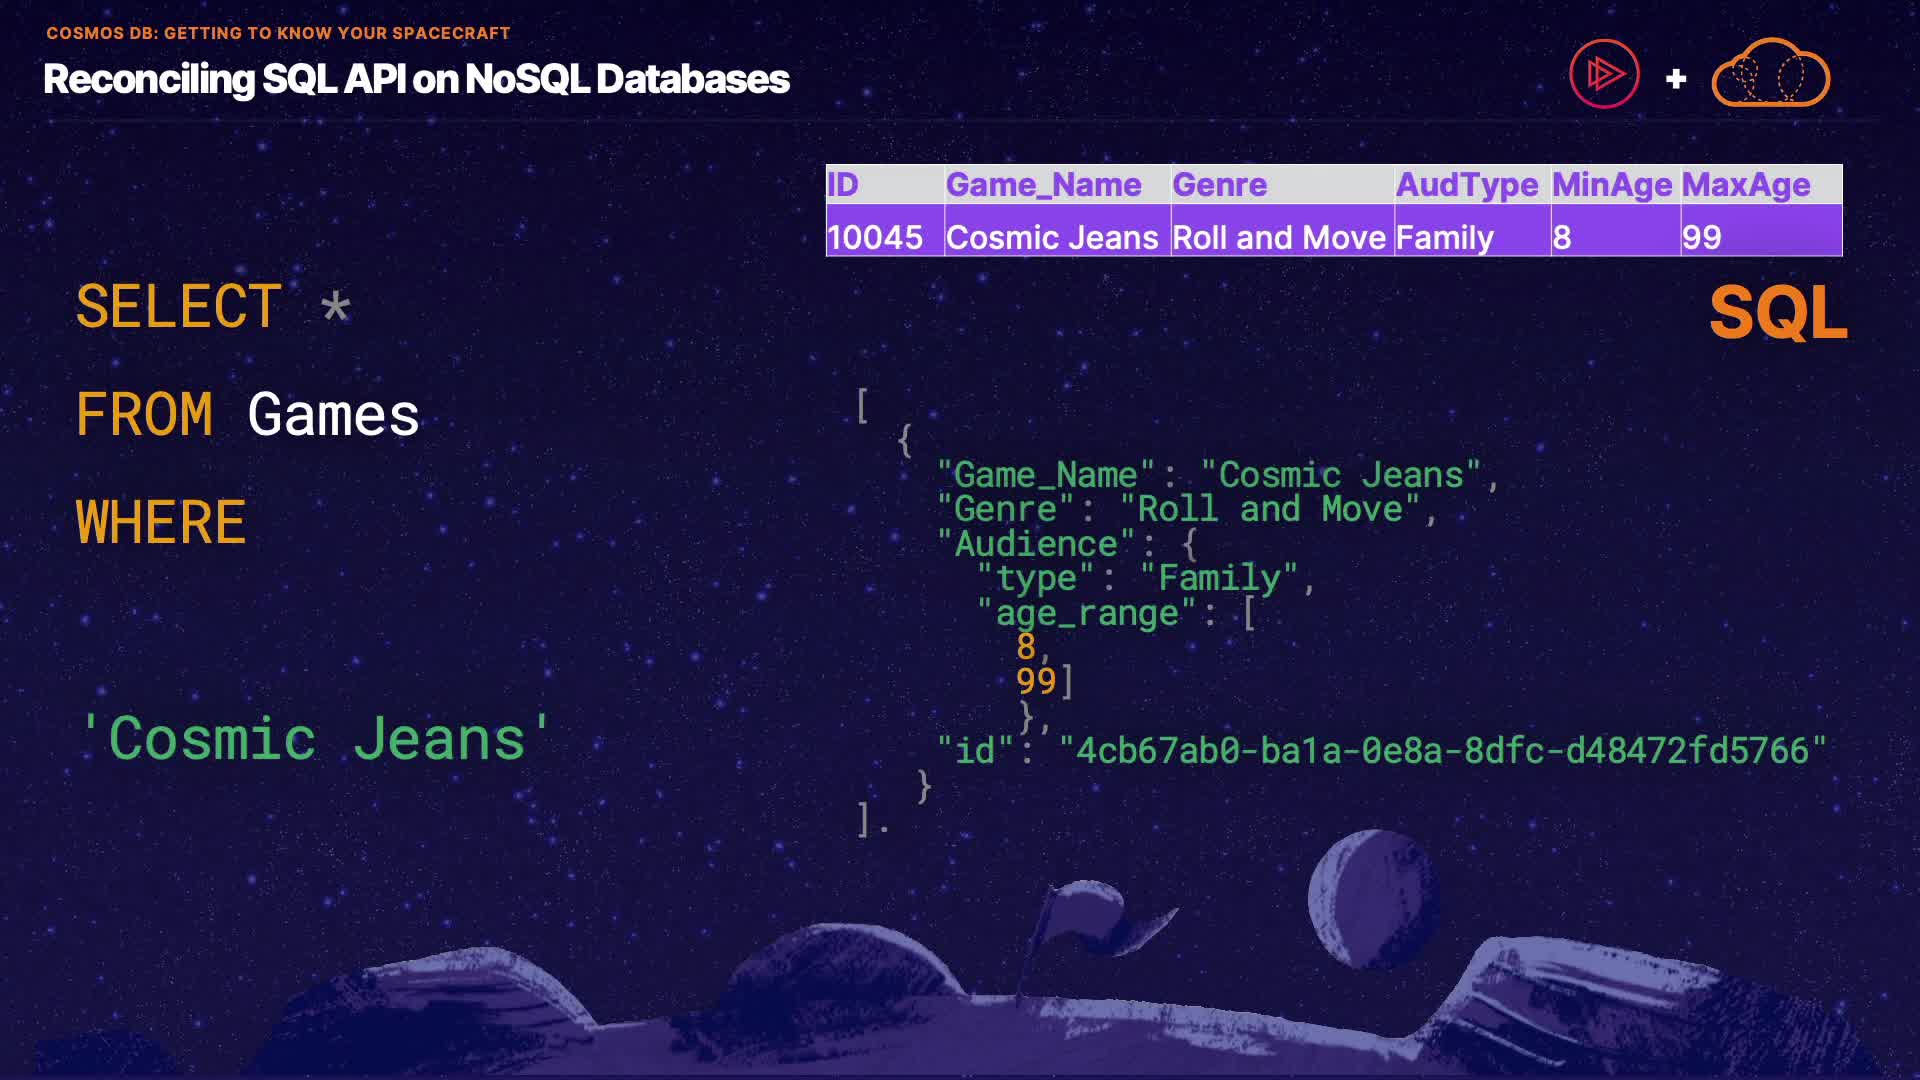 COSMOS DB: GETTING TO KNOW YOUR SPACECRAFT
Reconciling SQL API on NoSQL Databases
+
ID Game_Name Genre AudType MinAge MaxAge
10045 Cosmic Jeans Roll and Move Family 8 99
SQL
SELECT *
FROM Games
WHERE
'Cosmic Jeans'
[
{
"Game_Name": "Cosmic Jeans",
"Genre": "Roll and Move",
"Audience": {
"type": "Family",
"age_range": [
8,
99]
},
"id": "4cb67ab0-ba1a-0e8a-8dfc-d48472fd5766"
}
].